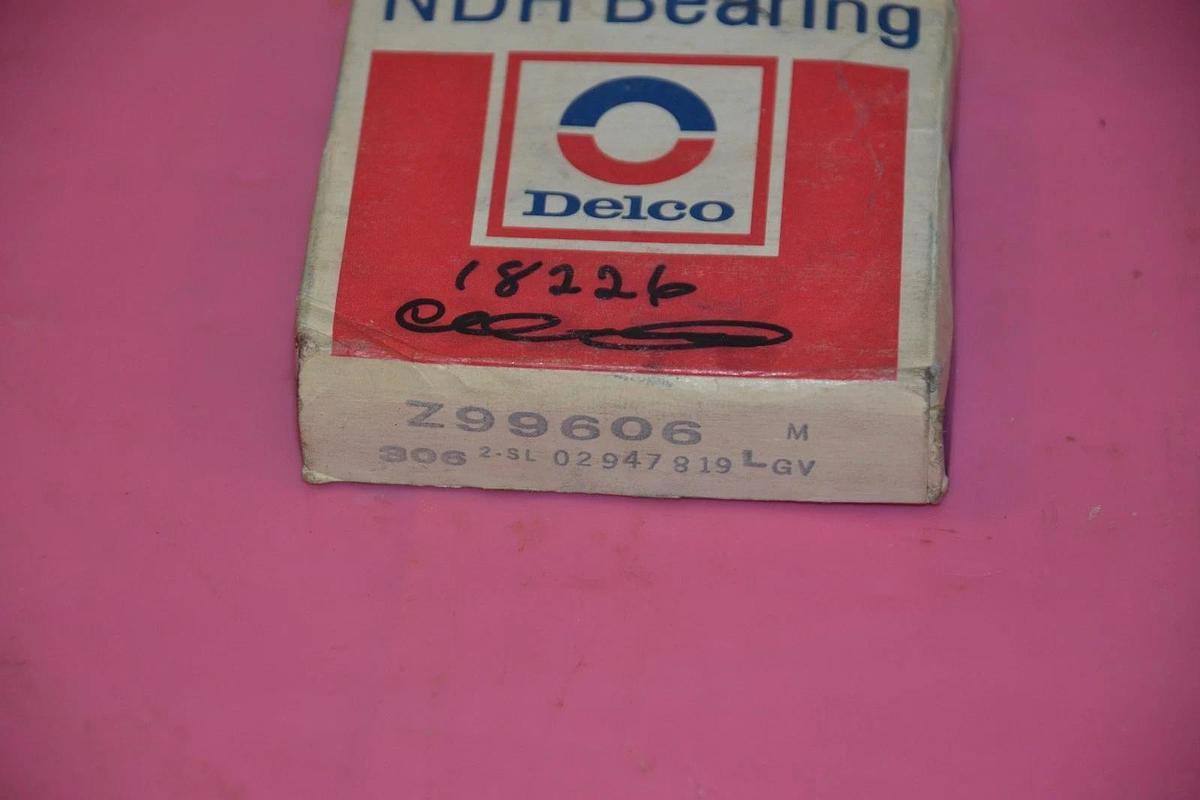 NDH Bearing
Delco
18226
Z99606 M
306 2-SL 02947819 L GV